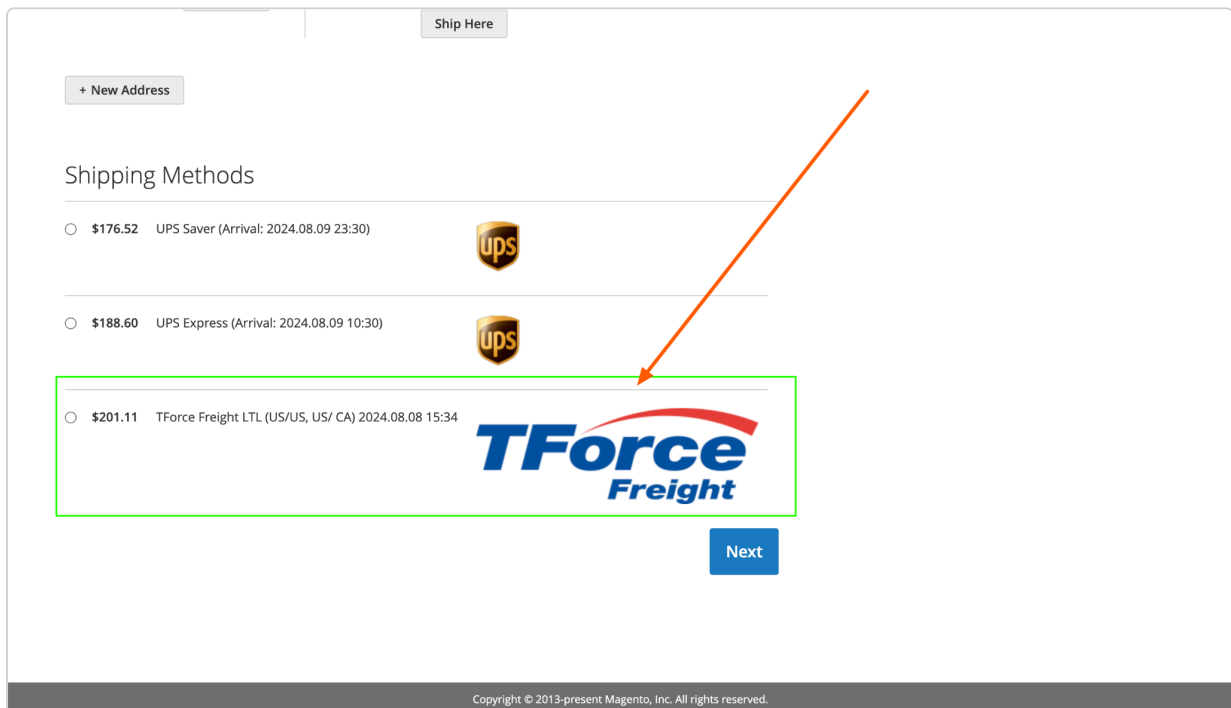 Ship Here
+ New Address
Shipping Methods
$176.52 UPS Saver (Arrival: 2024.08.09 23:30)
ups
$188.60 UPS Express (Arrival: 2024.08.09 10:30)
ups
$201.11 TForce Freight LTL (US/US, US/ CA) 2024.08.08 15:34
TForce
Freight
Next
Copyright © 2013-present Magento, Inc. All rights reserved.